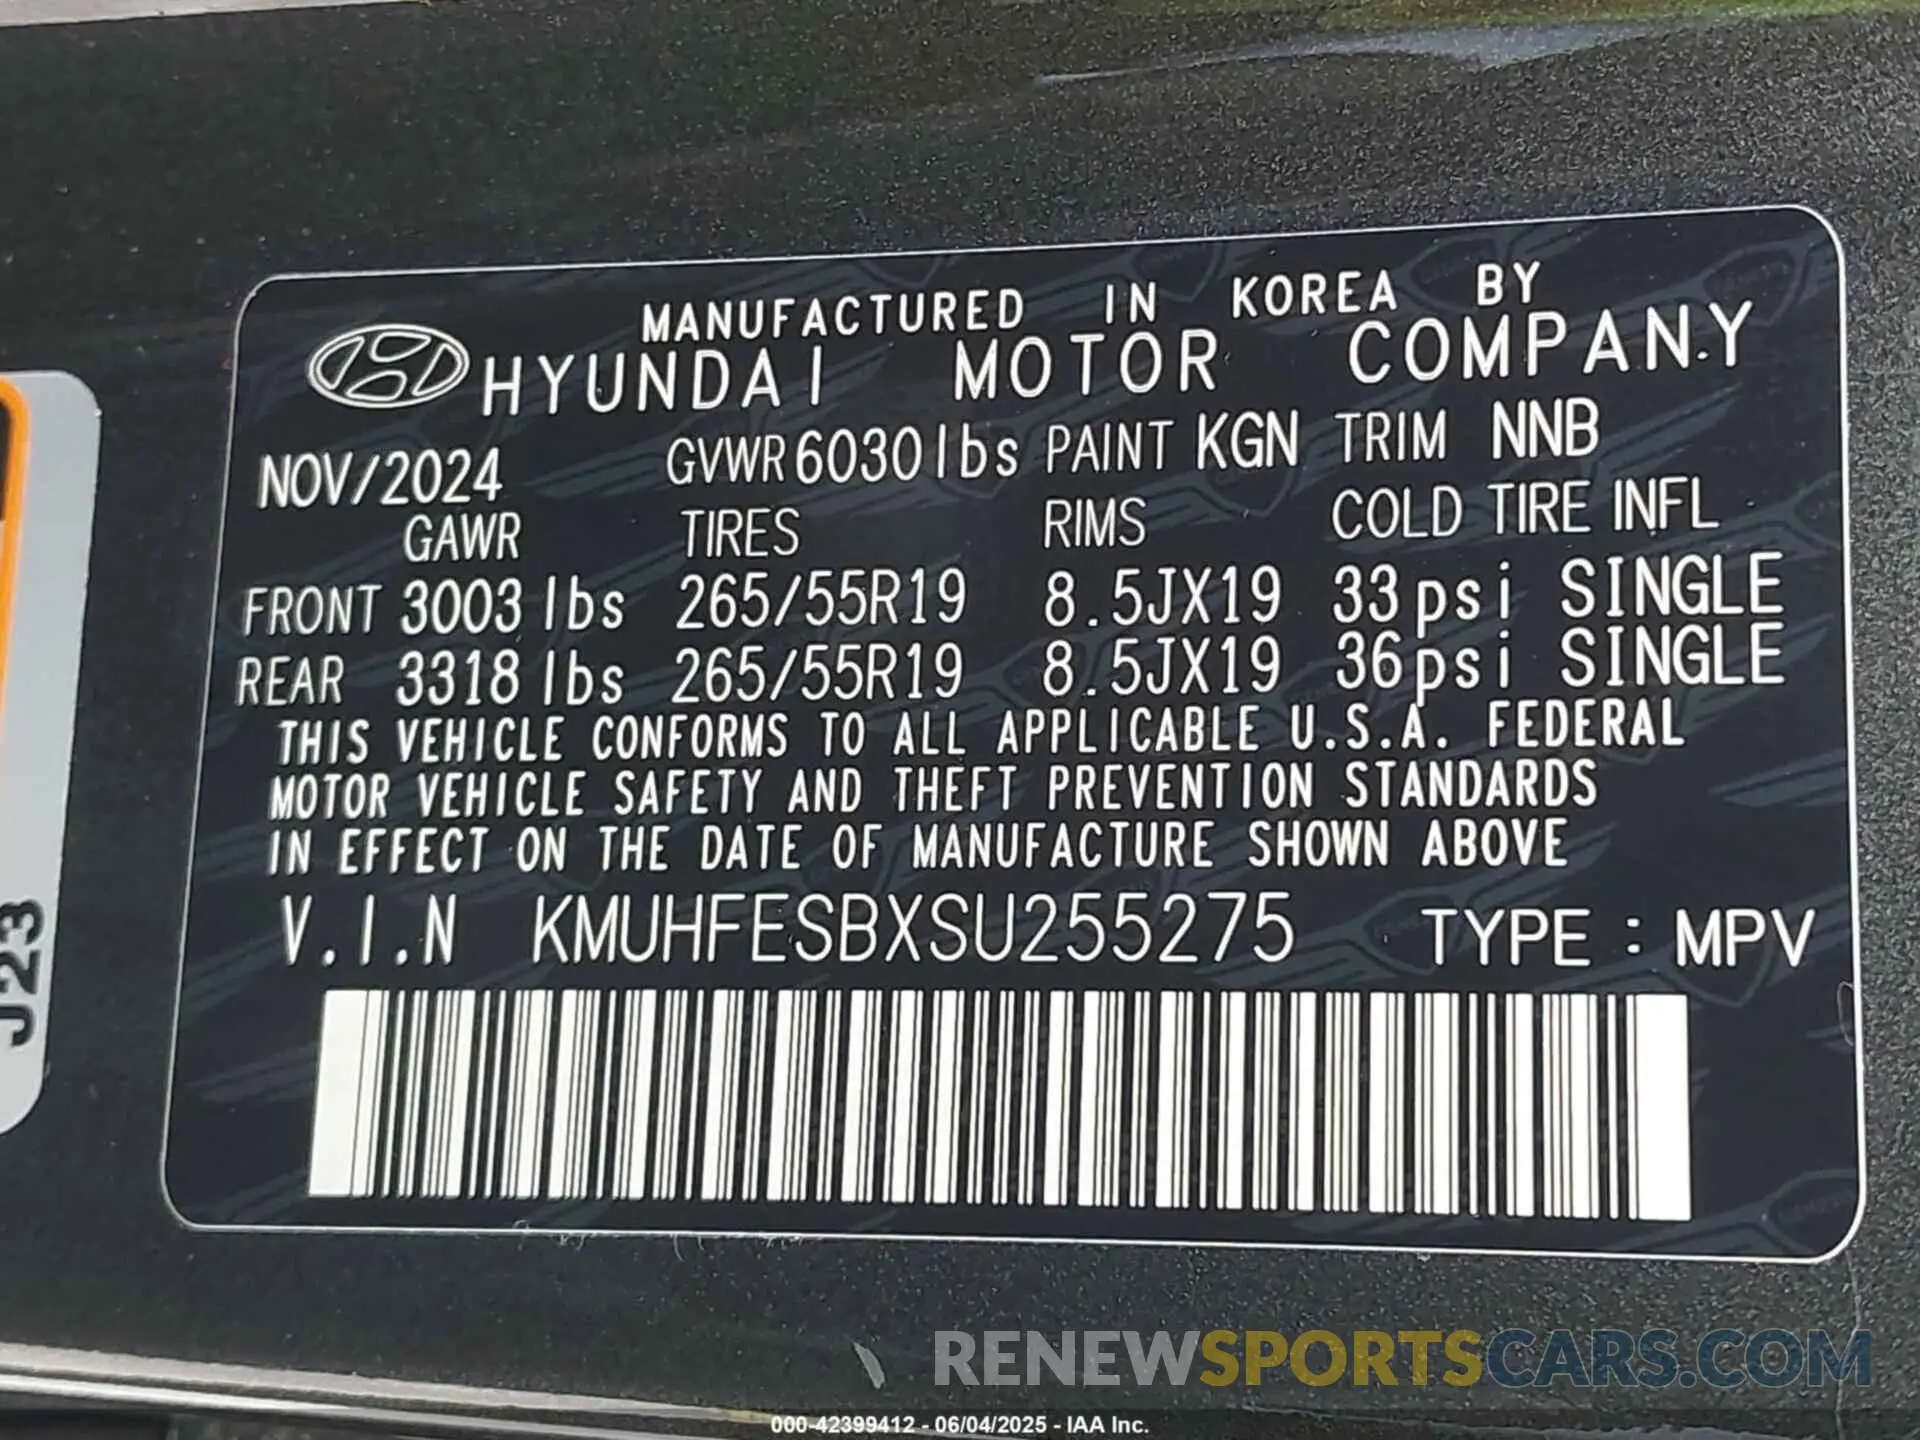 MANUFACTURED IN KOREA BY
HYUNDAI MOTOR COMPANY
NOV/2024 GVWR 6030lbs PAINT KGN TRIM NNB
GAWR TIRES RIMS COLD TIRE INFL
FRONT 3003 lbs 265/55R19 8.5JX19 33psi SINGLE
REAR 3318 lbs 265/55R19 8.5JX19 36psi SINGLE
THIS VEHICLE CONFORMS TO ALL APPLICABLE U.S.A. FEDERAL
MOTOR VEHICLE SAFETY AND THEFT PREVENTION STANDARDS
IN EFFECT ON THE DATE OF MANUFACTURE SHOWN ABOVE
V.I.N KMUHFESBXSU255275 TYPE : MPV
J23
RENEWSPORTSCARS.COM
000-42399412 - 06/04/2025 - IAA Inc.